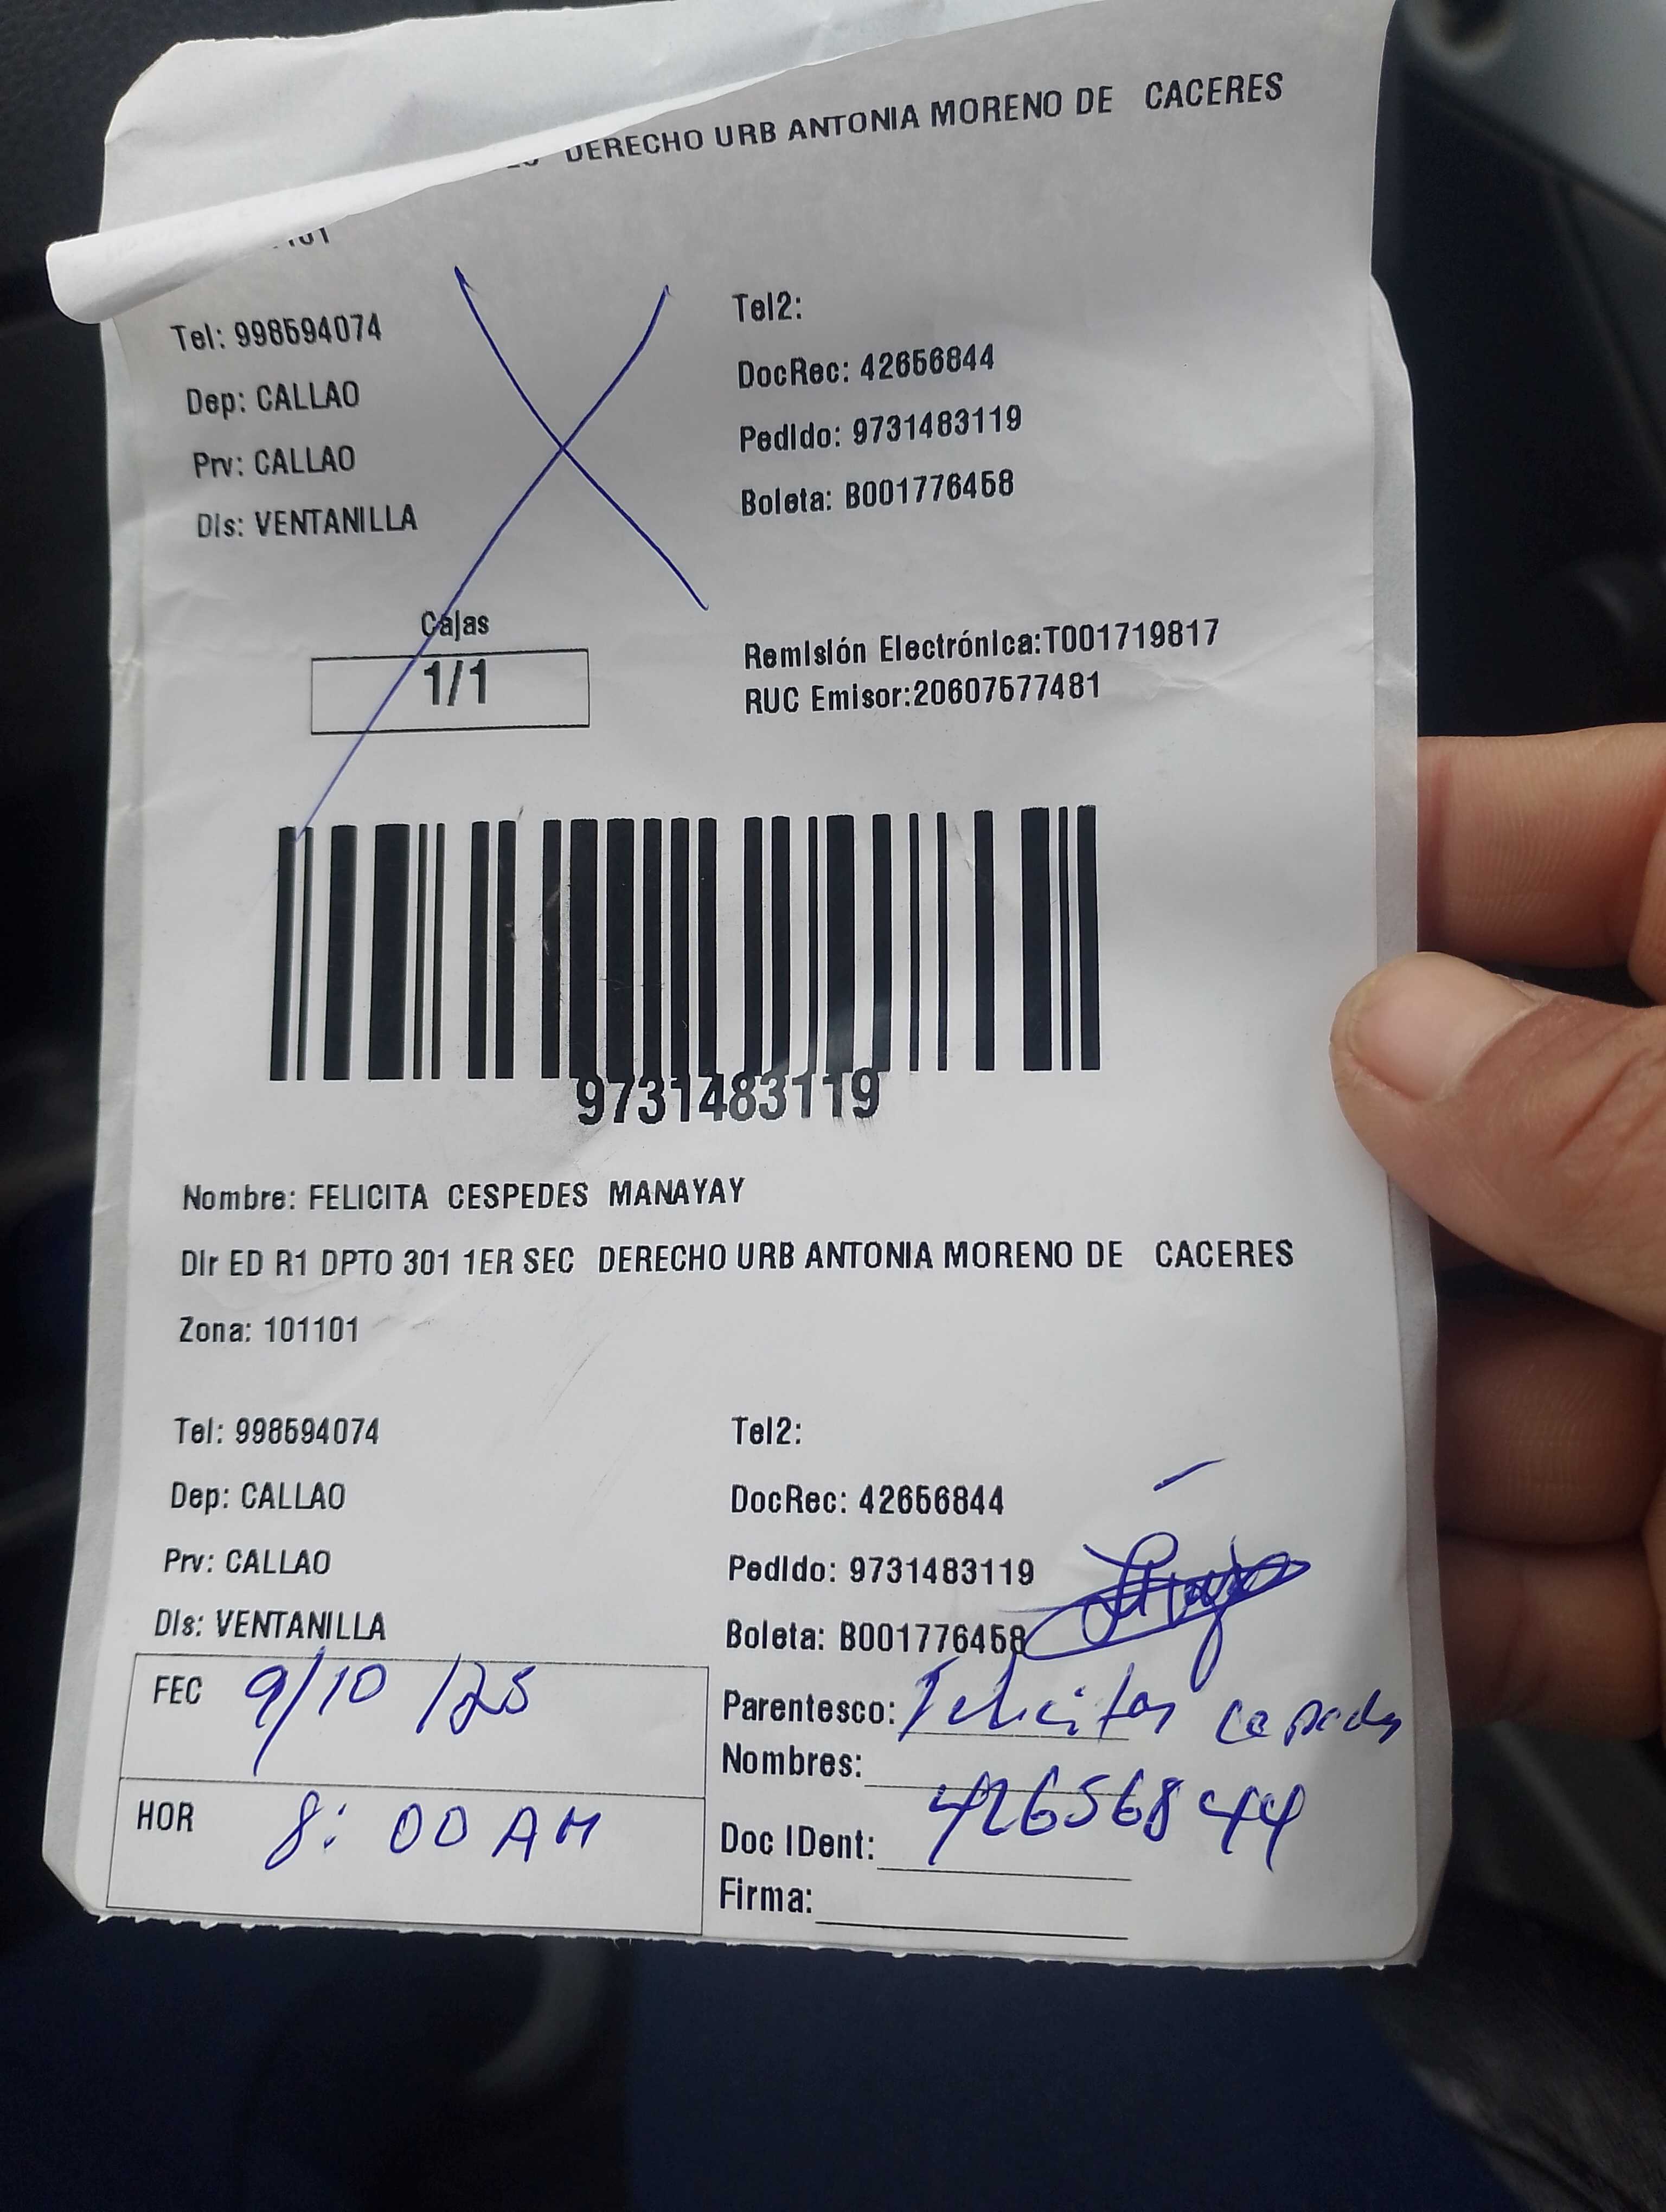 DERECHO URB ANTONIA MORENO DE CACERES
Tel: 998594074
Tel2:
Dep: CALLAO
DocRec: 42656844
Prv: CALLAO
Pedido: 9731483119
Dis: VENTANILLA
Boleta: B001776458
Cajas
1/1
Remisión Electrónica:T001719817
RUC Emisor:20607577481
9731483119
Nombre: FELICITA CESPEDES MANAYAY
Dir ED R1 DPTO 301 1ER SEC DERECHO URB ANTONIA MORENO DE CACERES
Zona: 101101
Tel: 998594074
Tel2:
Dep: CALLAO
DocRec: 42656844
Prv: CALLAO
Pedido: 9731483119
Dis: VENTANILLA
Boleta: B001776458
FEC 9/10/25
Parentesco: Felicitas
Nombres:
HOR 8:00 AM
Doc IDent: 42656844
Firma: